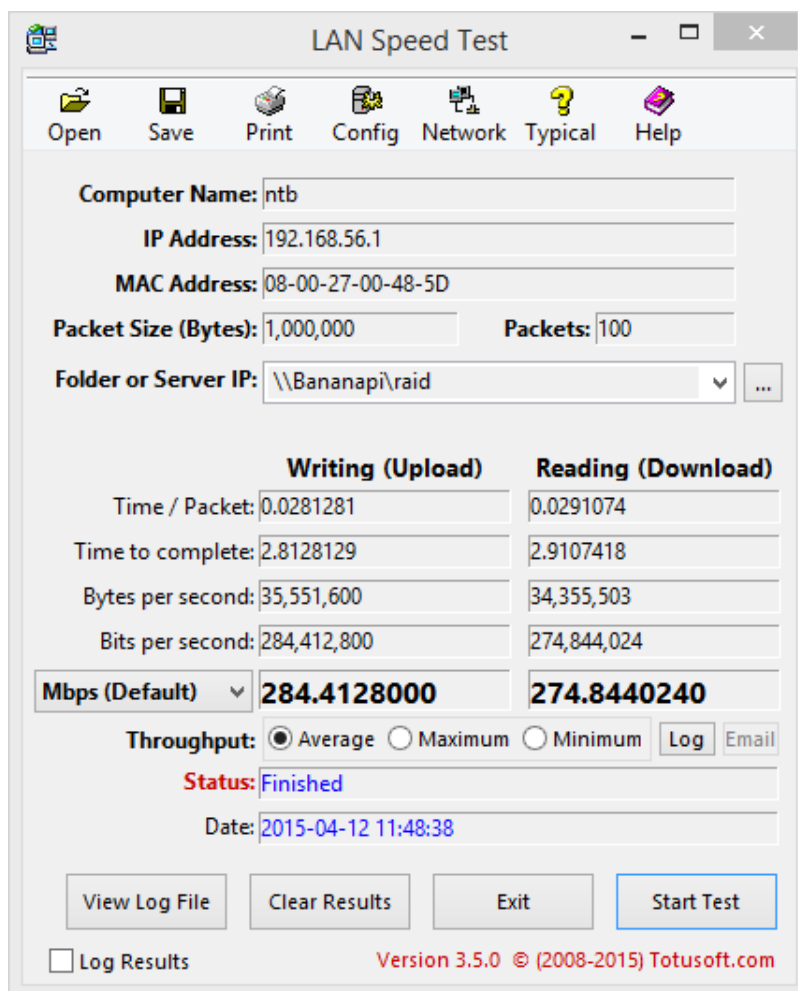 LAN Speed Test
Open Save Print Config Network Typical Help
Computer Name: ntb
IP Address: 192.168.56.1
MAC Address: 08-00-27-00-48-5D
Packet Size (Bytes): 1,000,000 Packets: 100
Folder or Server IP: \\Bananapi\raid ...
Writing (Upload) Reading (Download)
Time / Packet: 0.0281281 0.0291074
Time to complete: 2.8128129 2.9107418
Bytes per second: 35,551,600 34,355,503
Bits per second: 284,412,800 274,844,024
Mbps (Default) 284.4128000 274.8440240
Throughput: Average Maximum Minimum Log Email
Status: Finished
Date: 2015-04-12 11:48:38
View Log File Clear Results Exit Start Test
Log Results Version 3.5.0 © (2008-2015) Totusoft.com